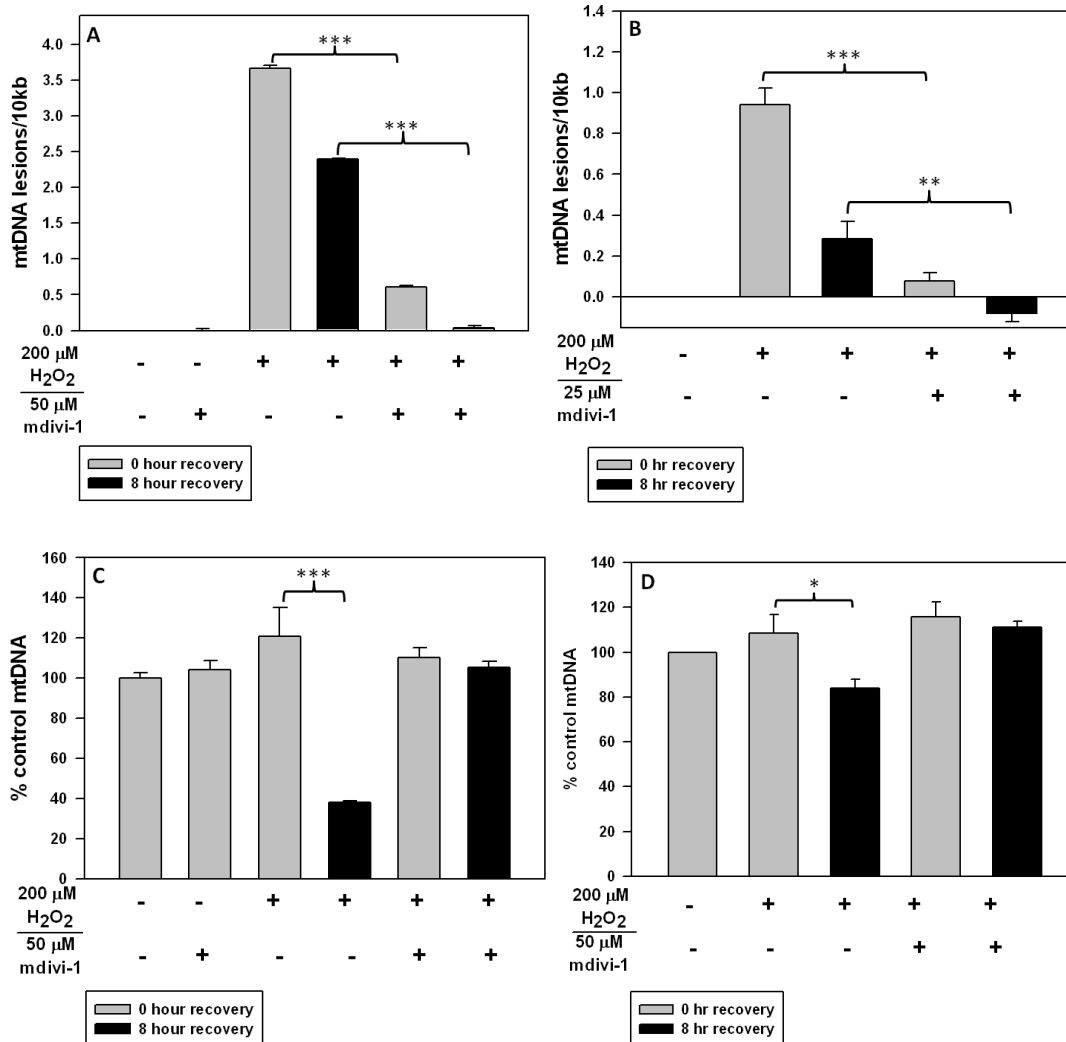 A
mtDNA lesions/10kb
4.0
3.5
3.0
2.5
2.0
1.5
1.0
0.5
0.0
***
***
200 µM - - + + + +
H₂O₂
50 µM
mdivi-1 - + - - + +
0 hour recovery
8 hour recovery
B
mtDNA lesions/10kb
1.4
1.2
1.0
0.8
0.6
0.4
0.2
0.0
***
**
200 µM - + + + +
H₂O₂
25 µM
mdivi-1 - - - + +
0 hr recovery
8 hr recovery
C
% control mtDNA
160
140
120
100
80
60
40
20
0
***
200 µM - - + + + +
H₂O₂
50 µM
mdivi-1 - + - - + +
0 hour recovery
8 hour recovery
D
% control mtDNA
140
120
100
80
60
40
20
0
*
200 µM - + + + +
H₂O₂
50 µM
mdivi-1 - - - + +
0 hr recovery
8 hr recovery